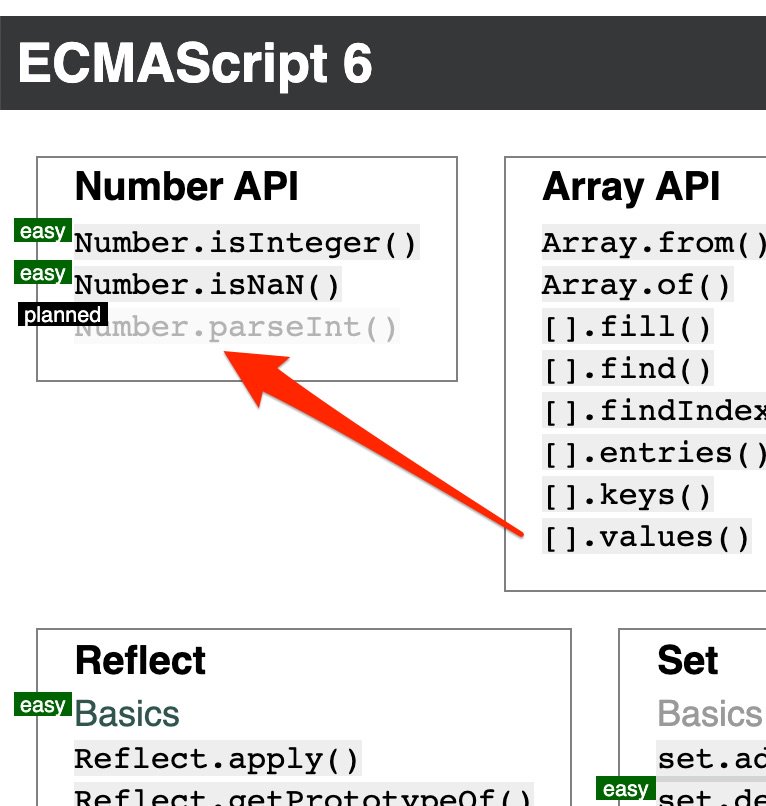 ECMAScript 6
Number API
easy
Number.isInteger()
easy
Number.isNaN()
planned
Number.parseInt()
Array API
Array.from()
Array.of()
[].fill()
[].find()
[].findIndex
[].entries()
[].keys()
[].values()
Reflect
easy
Basics
Reflect.apply()
Reflect.getPrototypeOf()
Set
Basics
set.ad
easy
set.de